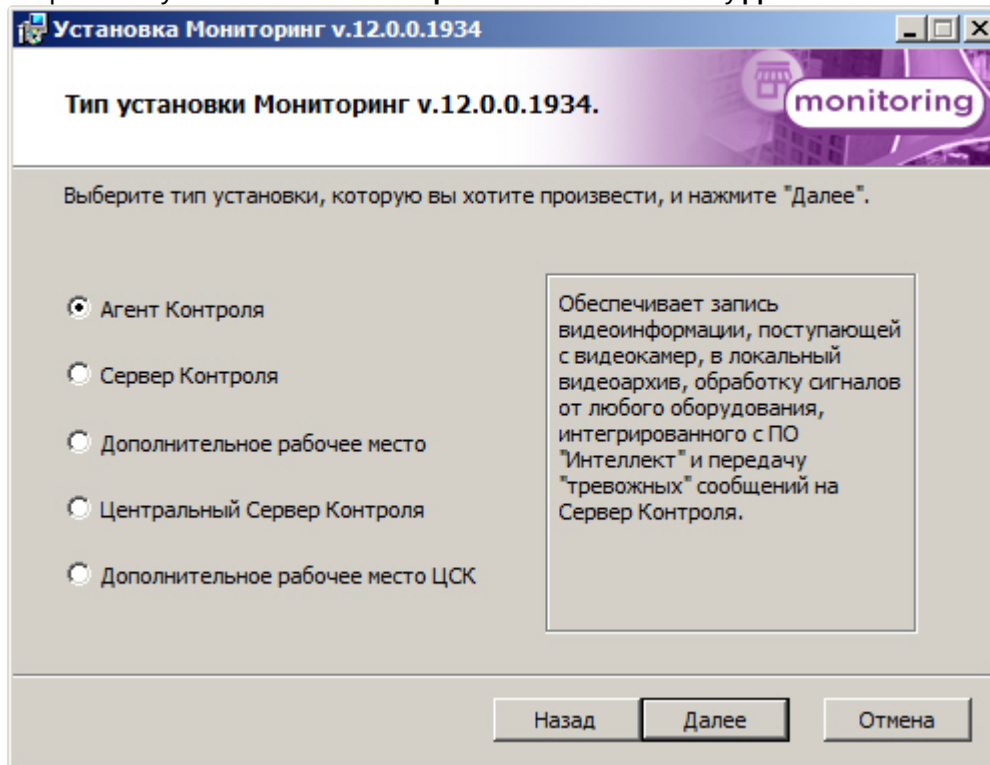 Установка Мониторинг v.12.0.0.1934
Тип установки Мониторинг v.12.0.0.1934.
monitoring
Выберите тип установки, которую вы хотите произвести, и нажмите "Далее".
Агент Контроля
Сервер Контроля
Дополнительное рабочее место
Центральный Сервер Контроля
Дополнительное рабочее место ЦСК
Обеспечивает запись
видеоинформации, поступающей
с видеокамер, в локальный
видеоархив, обработку сигналов
от любого оборудования,
интегрированного с ПО
"Интеллект" и передачу
"тревожных" сообщений на
Сервер Контроля.
Назад
Далее
Отмена